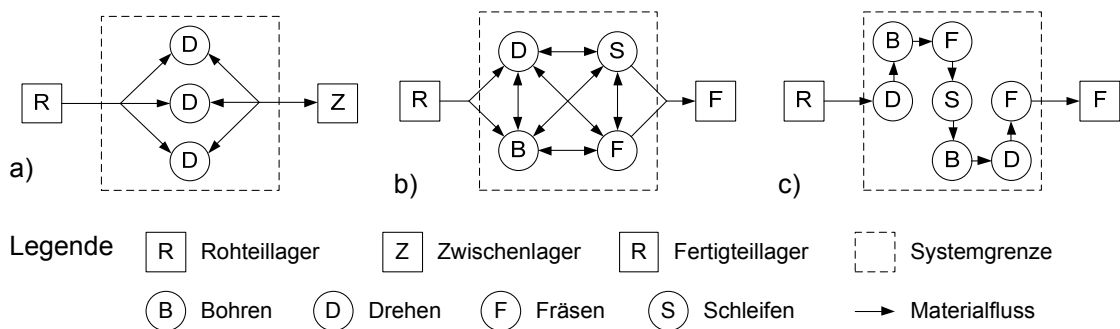 D
B F
D S
R D Z
R
F
R D
S
F
F
D
B F
B D
a)
b)
c)
Legende
R Rohteillager
Z Zwischenlager
R Fertigteillager
Systemgrenze
B Bohren
D Drehen
F Fräsen
S Schleifen
Materialfluss